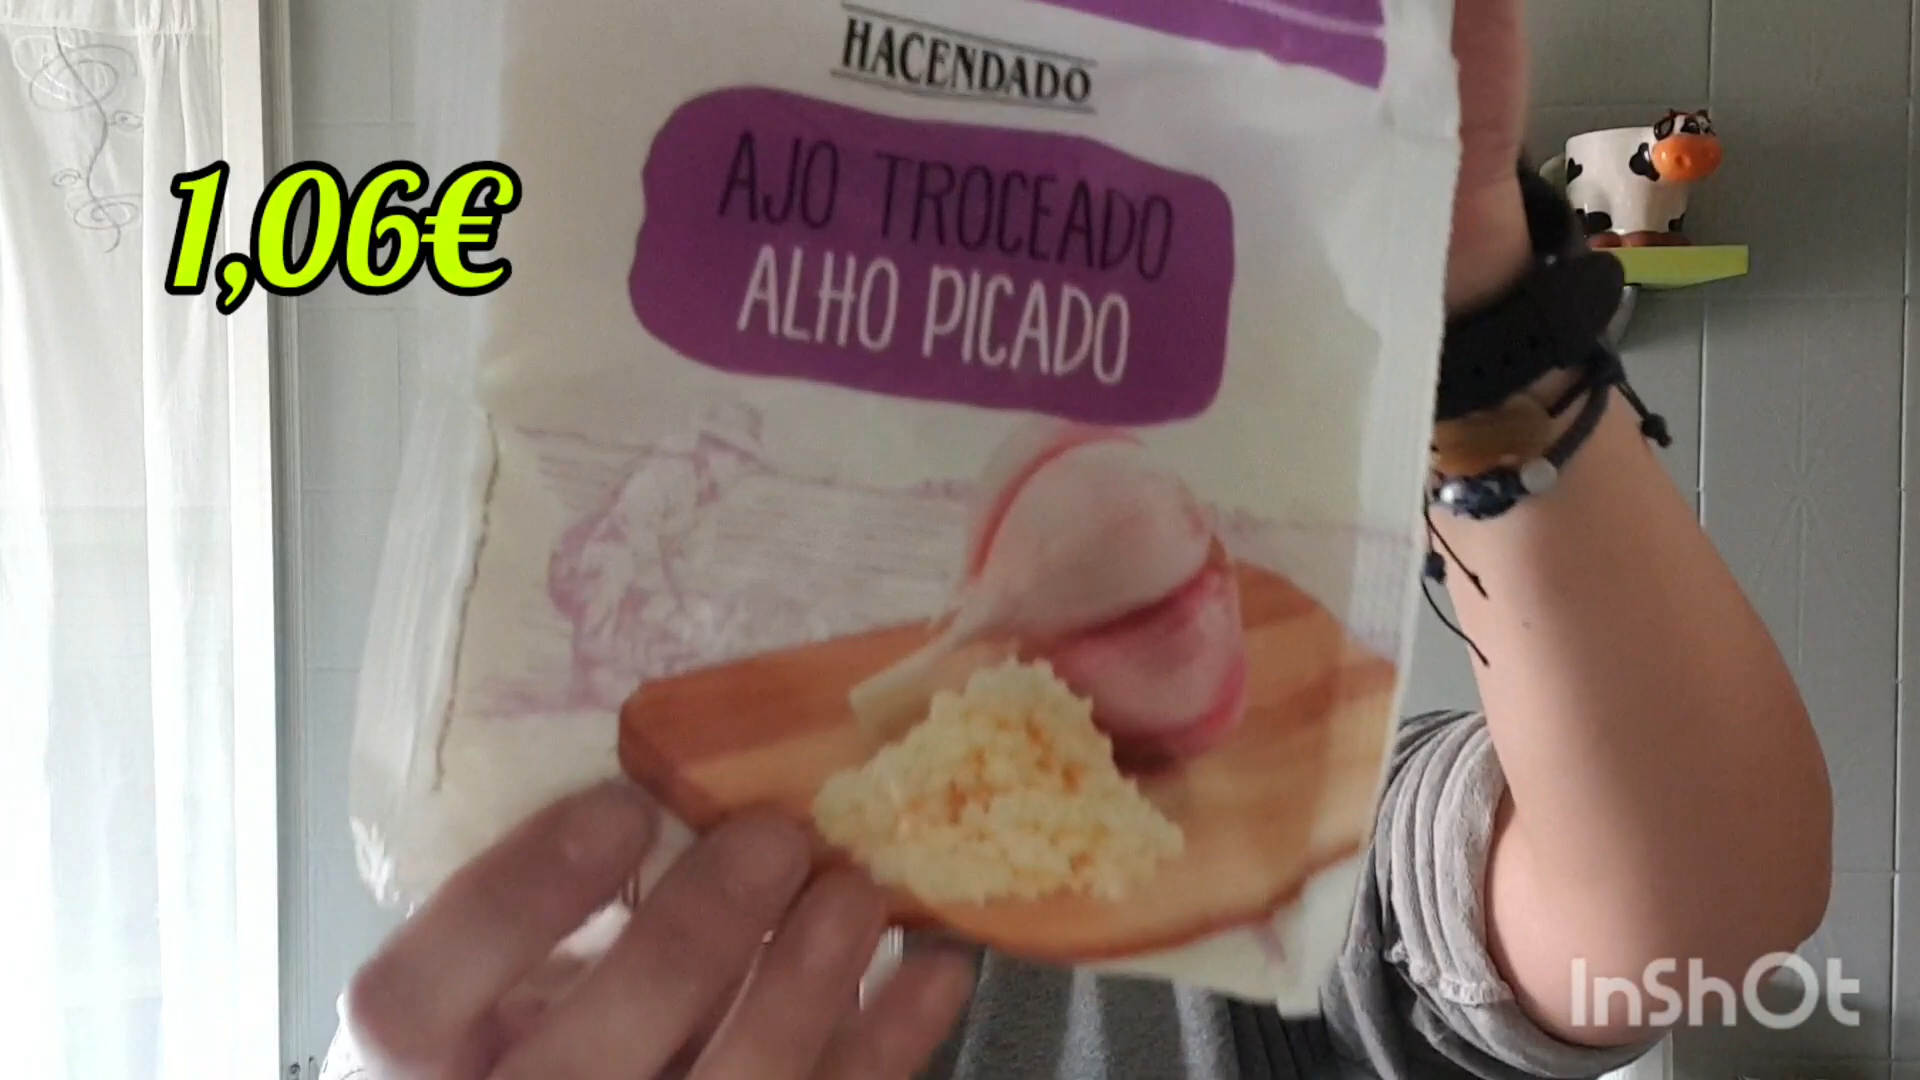 HACENDADO
AJO TROCEADO
ALHO PICADO
1,06€
InShOt